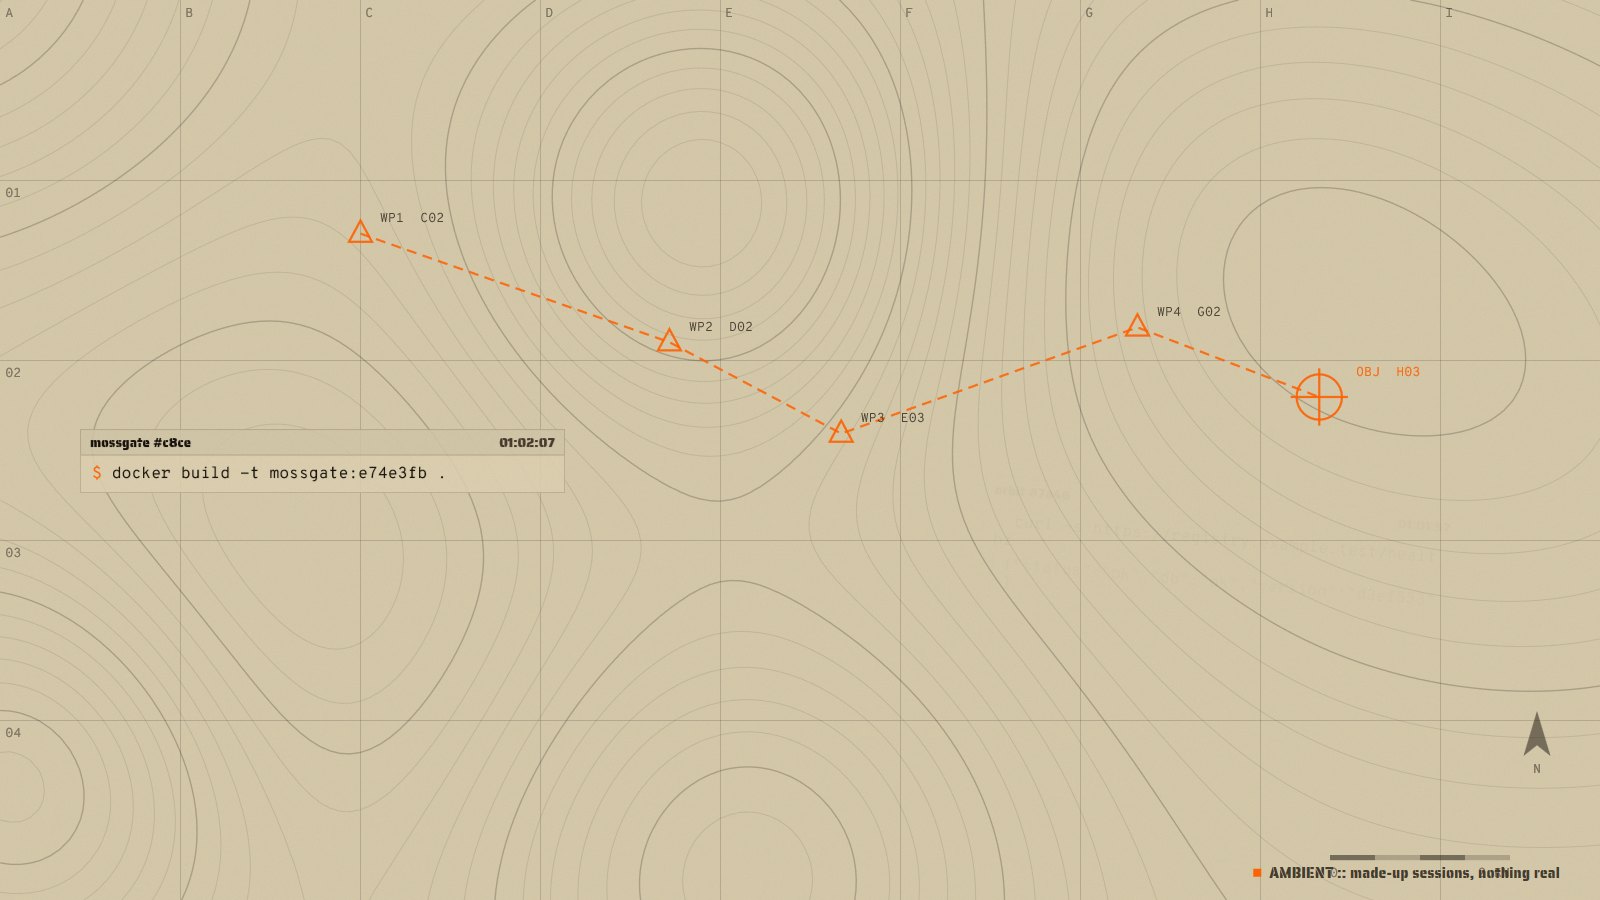 A B C D E F G H I
01
WP1 C02
WP4 G02
WP2 D02
02
OBJ H03
WP3 E03
mossgate #c8ce 01:02:07
$ docker build -t mossgate:e74e3fb .
03
04
N
AMBIENT :: made-up sessions, nothing real